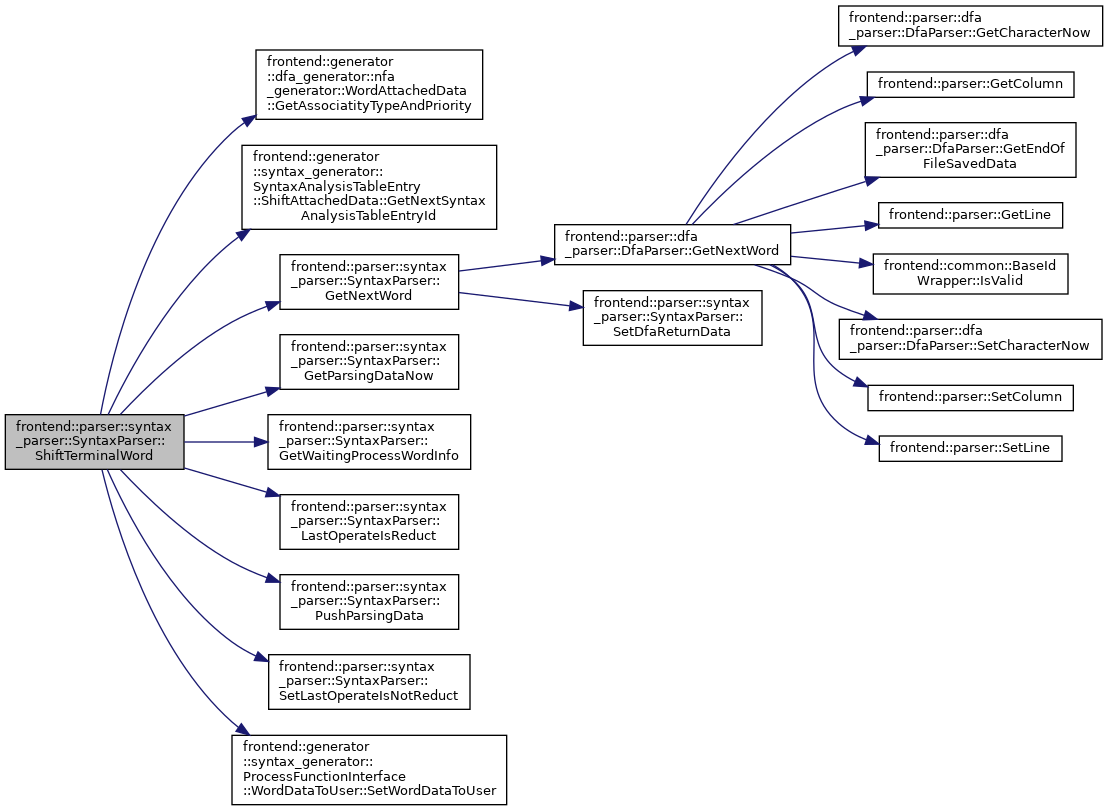 frontend::parser::syntax
_parser::SyntaxParser::
ShiftTerminalWord
frontend::generator
::dfa_generator::nfa
_generator::WordAttachedData
::GetAssociatityTypeAndPriority
frontend::generator
::syntax_generator::
SyntaxAnalysisTableEntry
::ShiftAttachedData::GetNextSyntax
AnalysisTableEntryId
frontend::parser::syntax
_parser::SyntaxParser::
GetNextWord
frontend::parser::syntax
_parser::SyntaxParser::
GetParsingDataNow
frontend::parser::syntax
_parser::SyntaxParser::
GetWaitingProcessWordInfo
frontend::parser::syntax
_parser::SyntaxParser::
LastOperateIsReduct
frontend::parser::syntax
_parser::SyntaxParser::
PushParsingData
frontend::parser::syntax
_parser::SyntaxParser::
SetLastOperateIsNotReduct
frontend::generator
::syntax_generator::
ProcessFunctionInterface
::WordDataToUser::SetWordDataToUser
frontend::parser::dfa
_parser::DfaParser::GetNextWord
frontend::parser::syntax
_parser::SyntaxParser::
SetDfaReturnData
frontend::parser::dfa
_parser::DfaParser::GetCharacterNow
frontend::parser::GetColumn
frontend::parser::dfa
_parser::DfaParser::GetEndOf
FileSavedData
frontend::parser::GetLine
frontend::common::BaseId
Wrapper::IsValid
frontend::parser::dfa
_parser::DfaParser::SetCharacterNow
frontend::parser::SetColumn
frontend::parser::SetLine